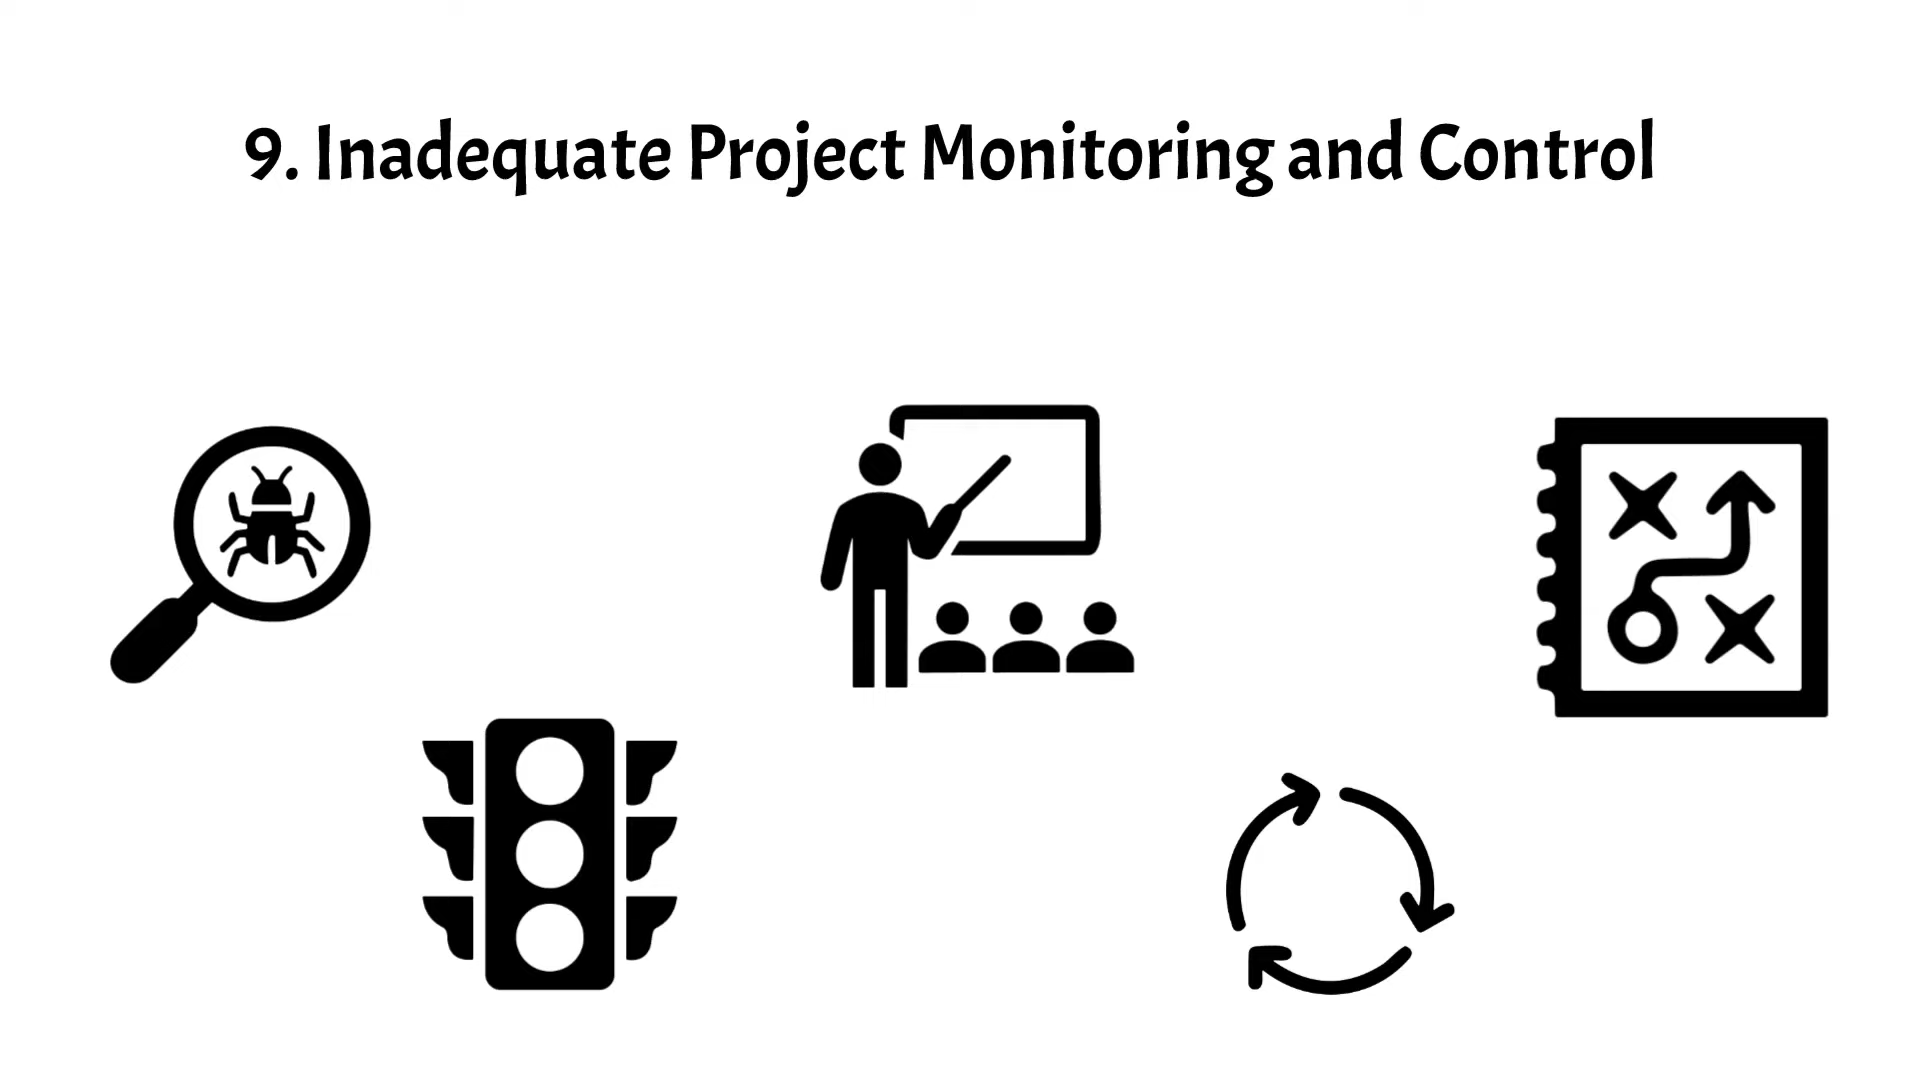 9. Inadequate Project Monitoring and Control